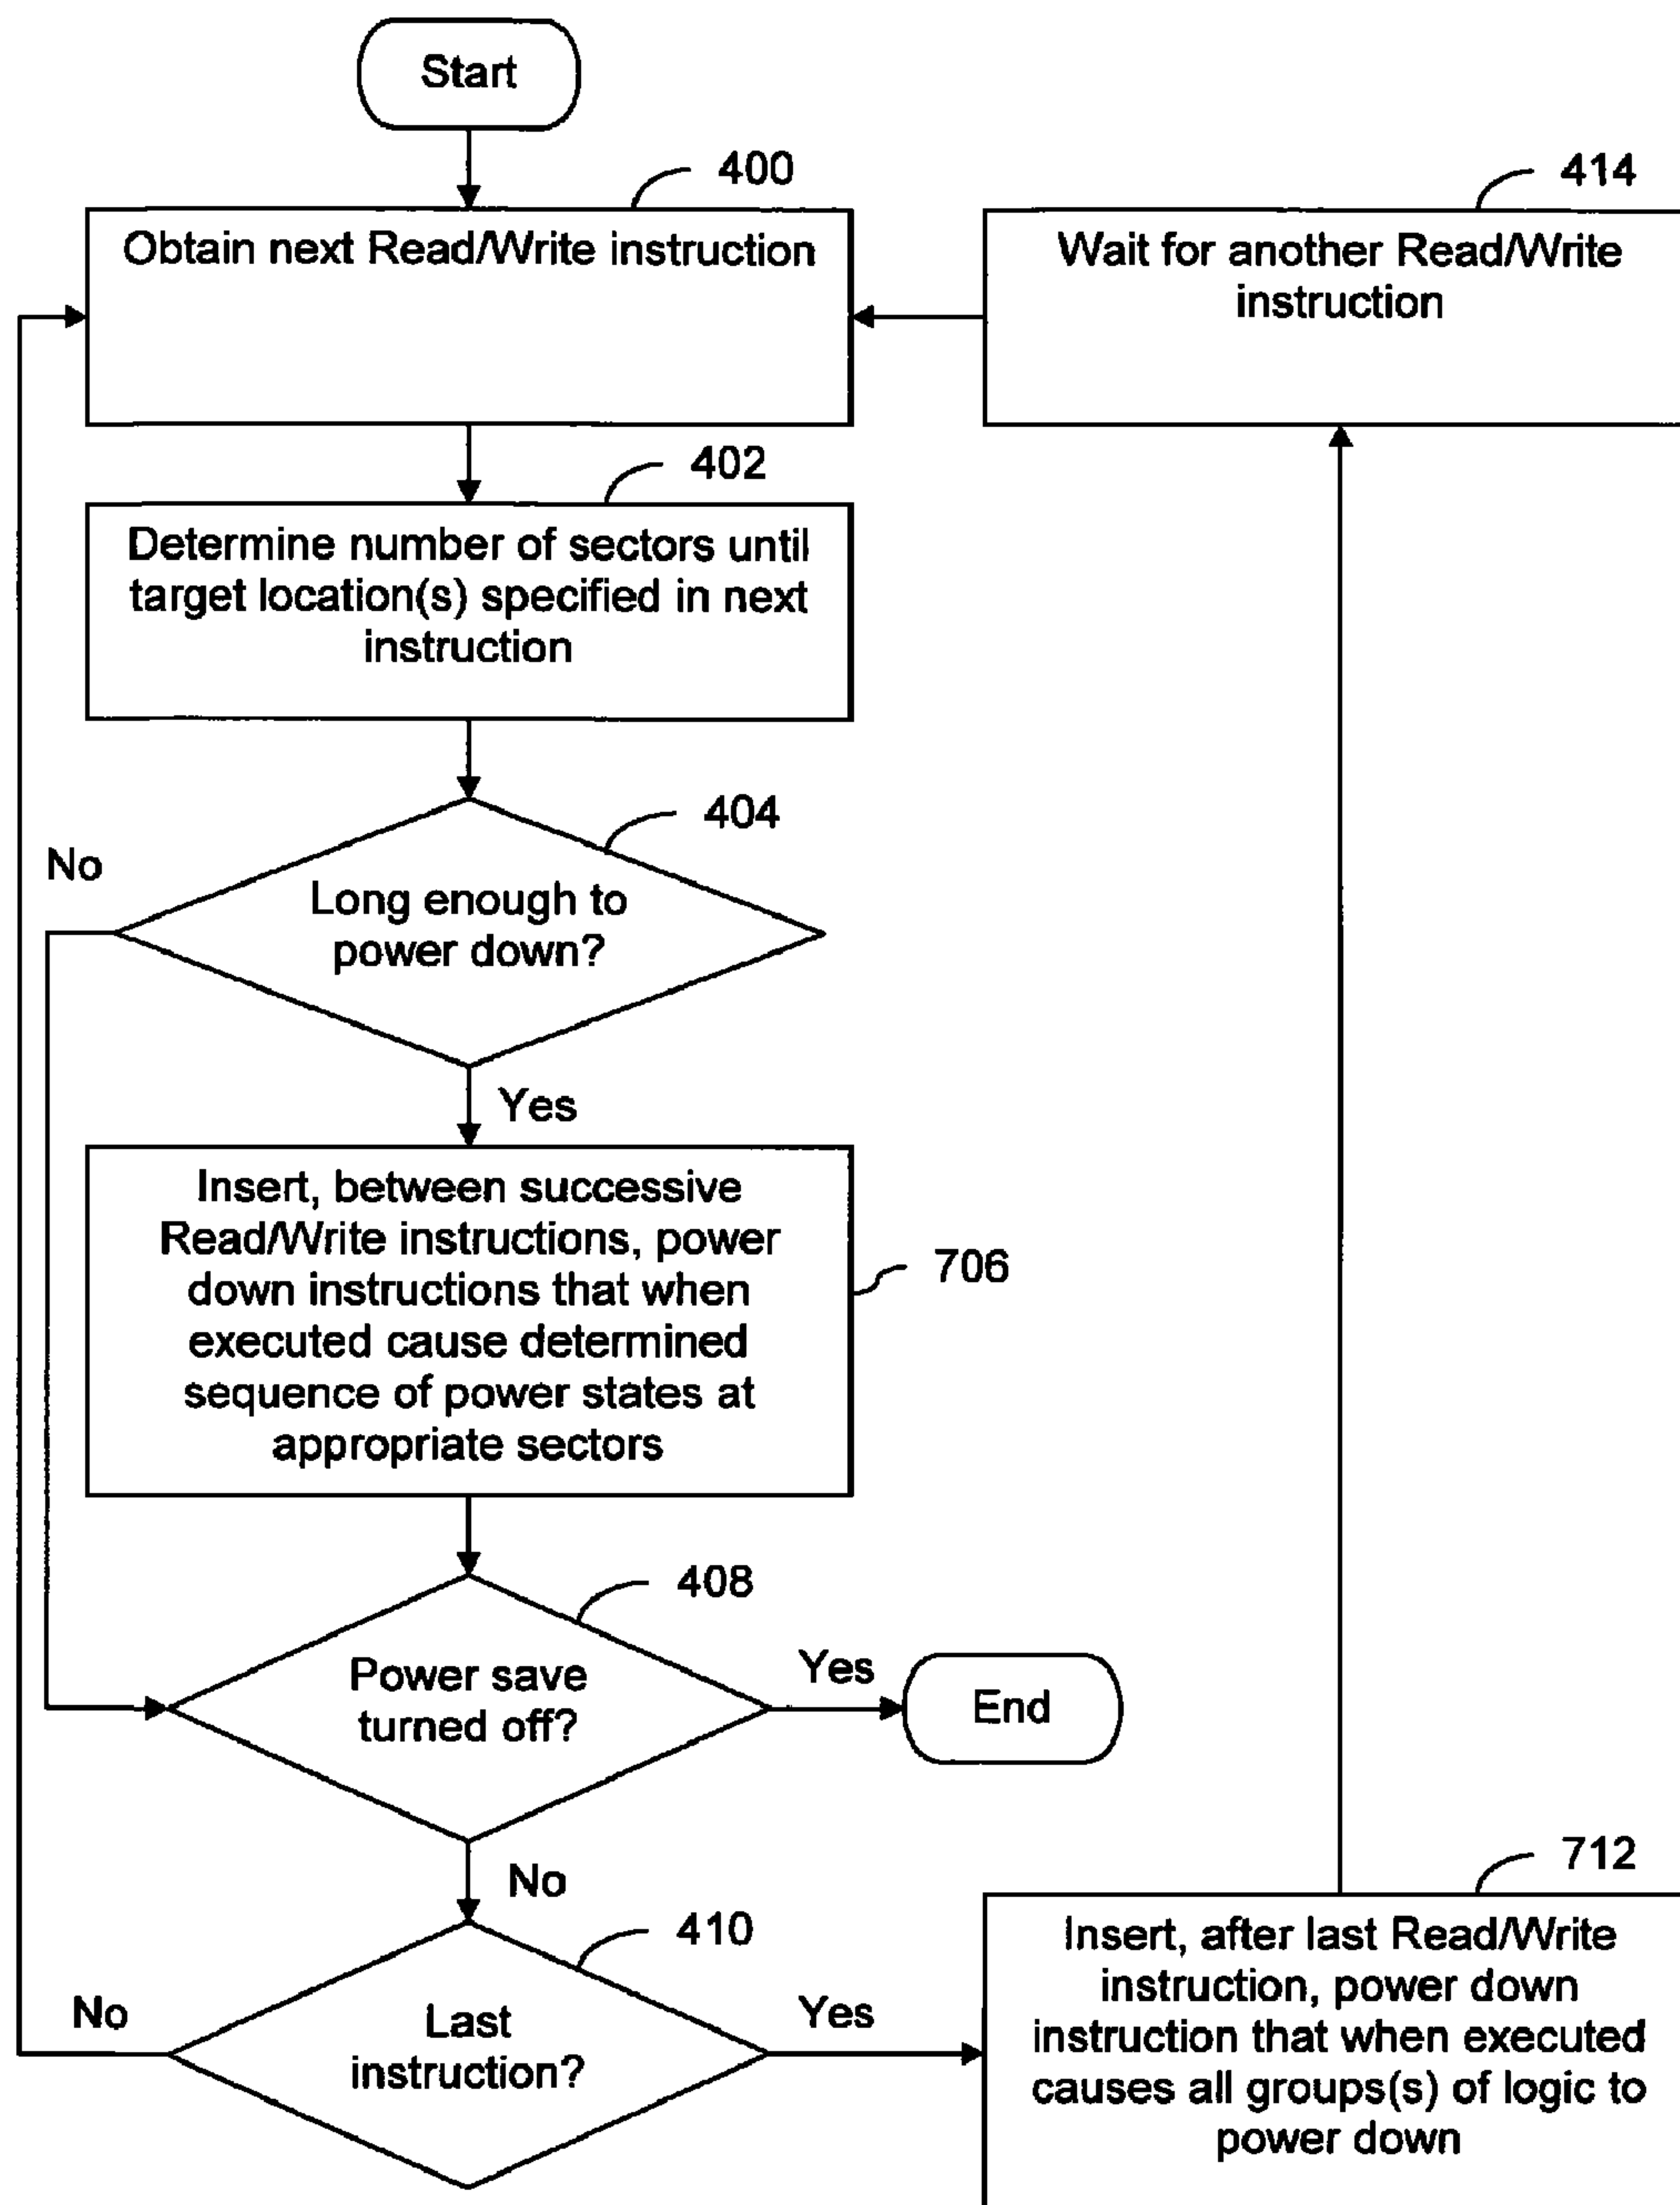 Start
400
414
Obtain next Read/Write instruction
Wait for another Read/Write
instruction
402
Determine number of sectors until
target location(s) specified in next
instruction
404
No
Long enough to
power down?
Yes
Insert, between successive
Read/Write instructions, power
down instructions that when
executed cause determined
sequence of power states at
appropriate sectors
706
408
Power save
turned off?
Yes
End
No
410
712
Last
instruction?
No
Yes
Insert, after last Read/Write
instruction, power down
instruction that when executed
causes all groups(s) of logic to
power down